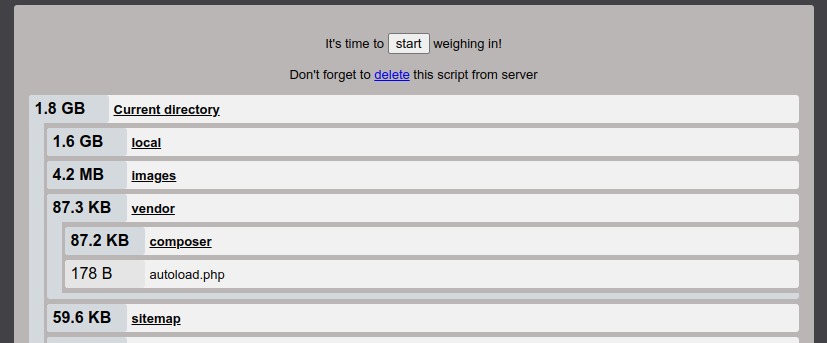 It's time to start weighing in!
Don't forget to delete this script from server
1.8 GB Current directory
1.6 GB local
4.2 MB images
87.3 KB vendor
87.2 KB composer
178 B autoload.php
59.6 KB sitemap